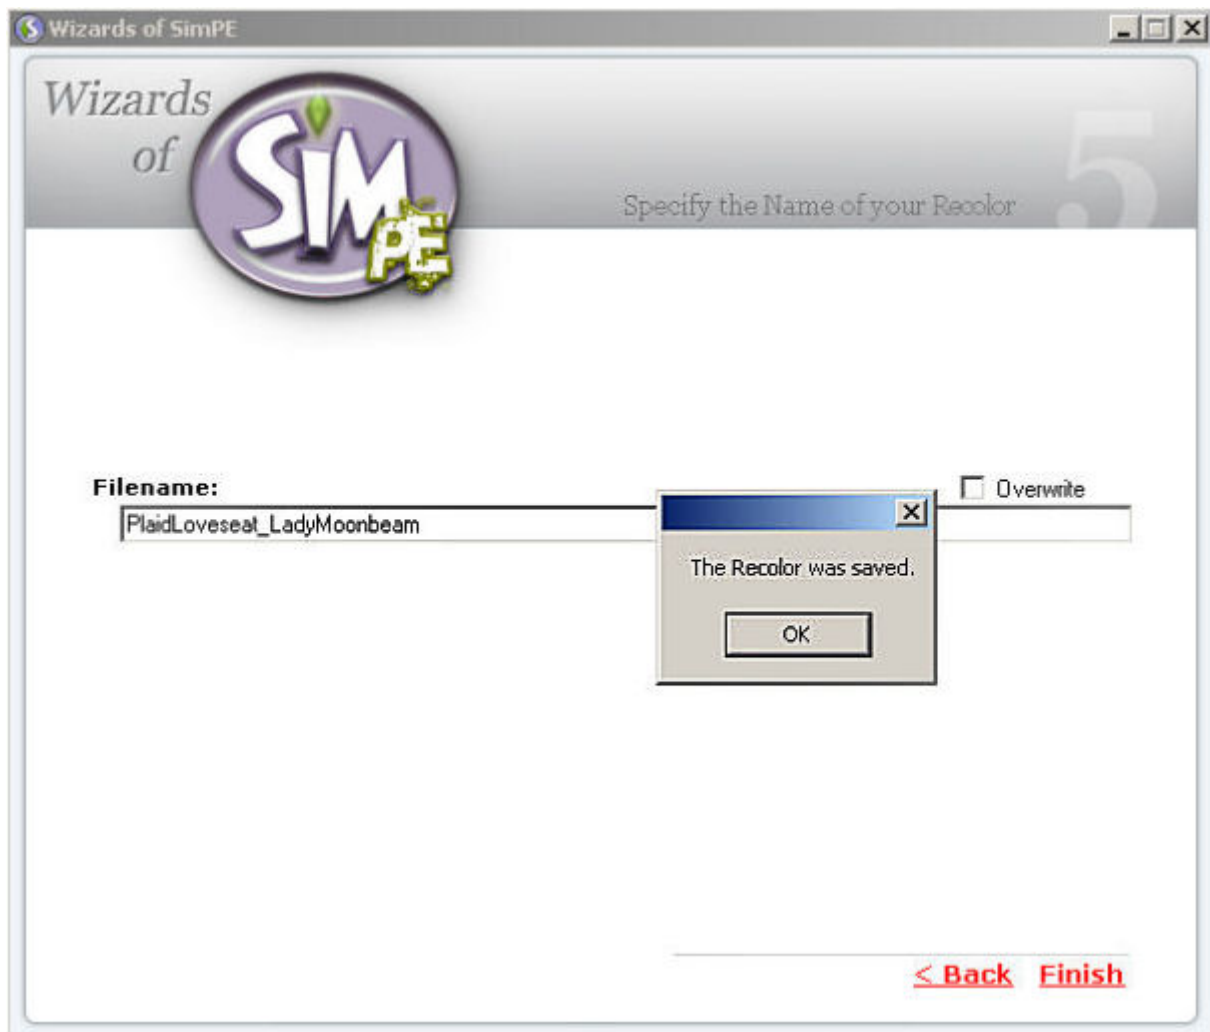 Wizards of SimPE
Wizards
of
SiM
PE
5
Specify the Name of your Recolor
Filename:
Overwrite
PlaidLoveseat_LadyMoonbeam
The Recolor was saved.
OK
< Back Finish